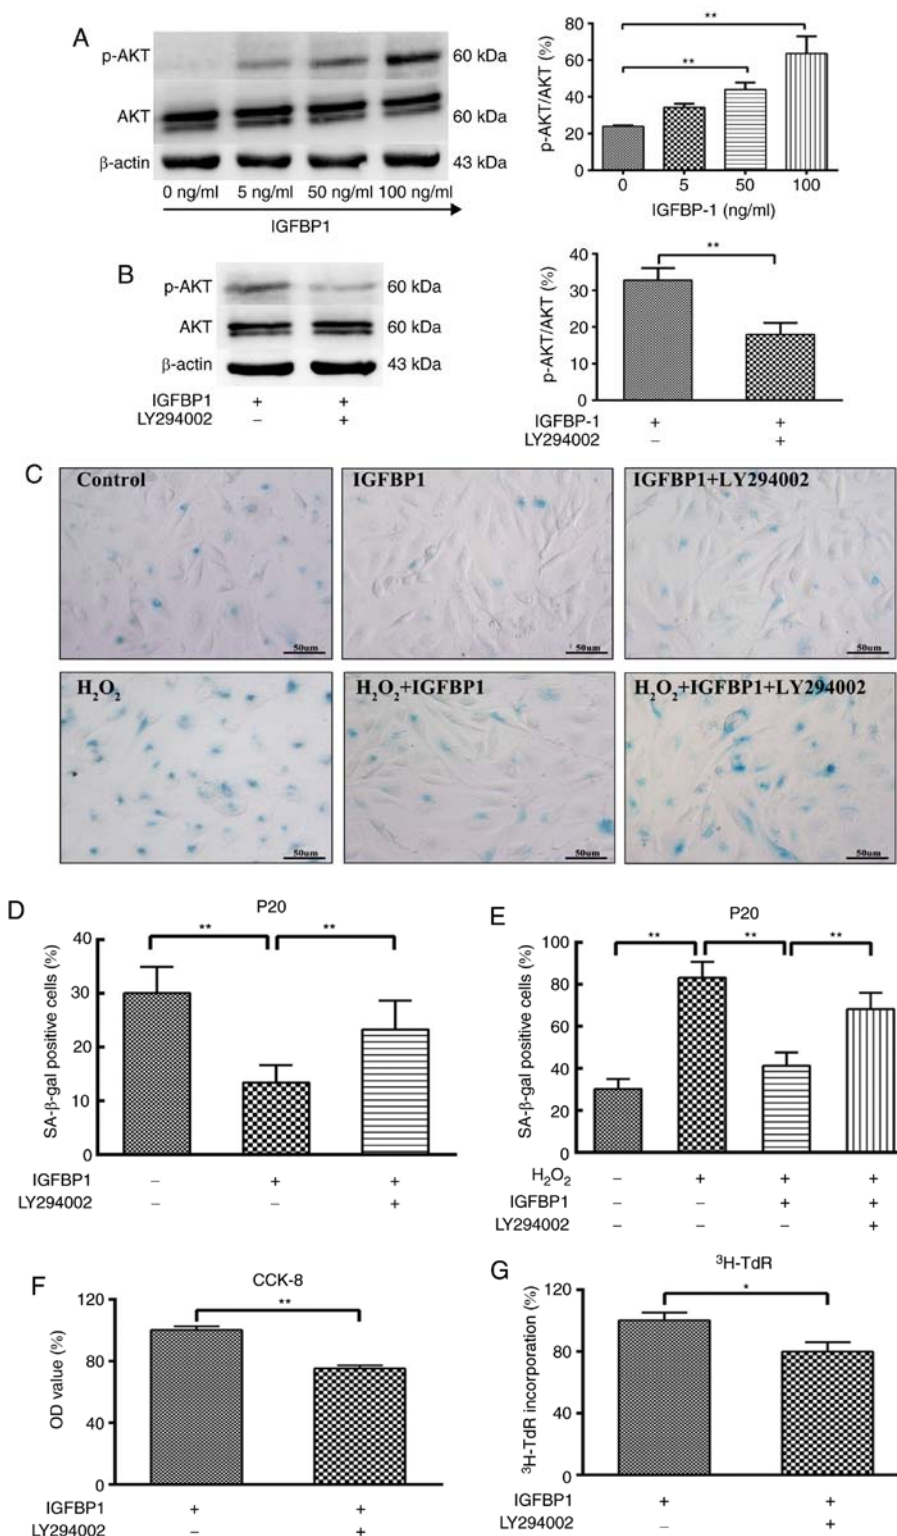 A
p-AKT
60 kDa
AKT
60 kDa
β-actin
43 kDa
0 ng/ml 5 ng/ml 50 ng/ml 100 ng/ml
IGFBP1
p-AKT/AKT (%)
80
60
40
20
0
**
**
0 5 50 100
IGFBP-1 (ng/ml)
B
p-AKT
60 kDa
AKT
60 kDa
β-actin
43 kDa
IGFBP1 + +
LY294002 − +
p-AKT/AKT (%)
40
30
20
10
0
**
IGFBP-1 + +
LY294002 − +
C
Control
50um
IGFBP1
50um
IGFBP1+LY294002
50um
H₂O₂
50um
H₂O₂+IGFBP1
50um
H₂O₂+IGFBP1+LY294002
50um
D
P20
SA-β-gal positive cells (%)
40
30
20
10
0
** **
IGFBP1 − + +
LY294002 − − +
E
P20
SA-β-gal positive cells (%)
100
80
60
40
20
0
** ** **
H₂O₂ − + + +
IGFBP1 − − + +
LY294002 − − − +
F
CCK-8
OD value (%)
120
80
40
0
**
IGFBP1 + +
LY294002 − +
G
³H-TdR
³H-TdR incorporation (%)
120
80
40
0
*
IGFBP1 + +
LY294002 − +